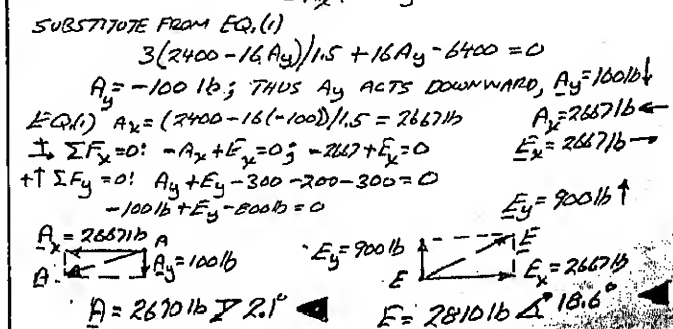 SUBSTITUTE FROM EQ.(1)
3(2400-16 Ay)/1.5 + 16Ay - 6400 = 0
Ay = -100 lb.; THUS Ay ACTS DOWNWARD, Ay=100lb↓
EQ.(1) Ax = (2400-16(-100))/1.5 = 2667lb Ax=2667lb ←
ΣFx=0: -Ax+Ex=0; -2667+Ex=0 Ex=2667lb →
+↑ ΣFy=0: Ay+Ey-300-200-300=0
-100lb+Ey-800lb=0 Ey=900lb↑
Ax=2667lb A Ey=900lb E
A Ay=100lb E Ex=2667lb
A=2670lb 2.1° ◀ E=2810lb ∠ 18.6° ◀